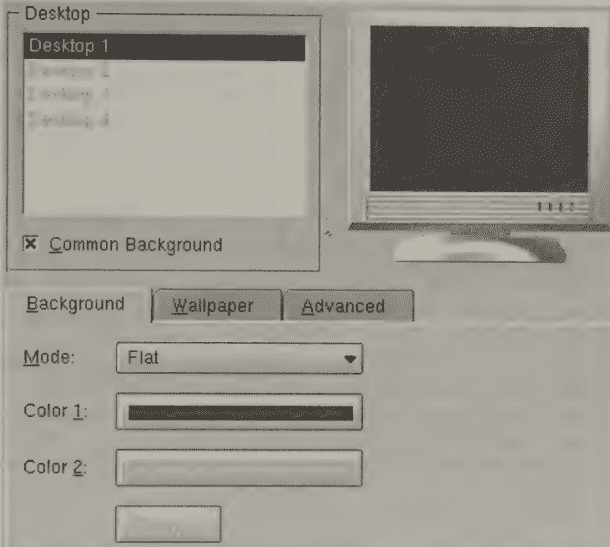 Desktop
Desktop 1
Common Background
Background
Wallpaper
Advanced
Mode:
Flat
Color 1:
Color 2: